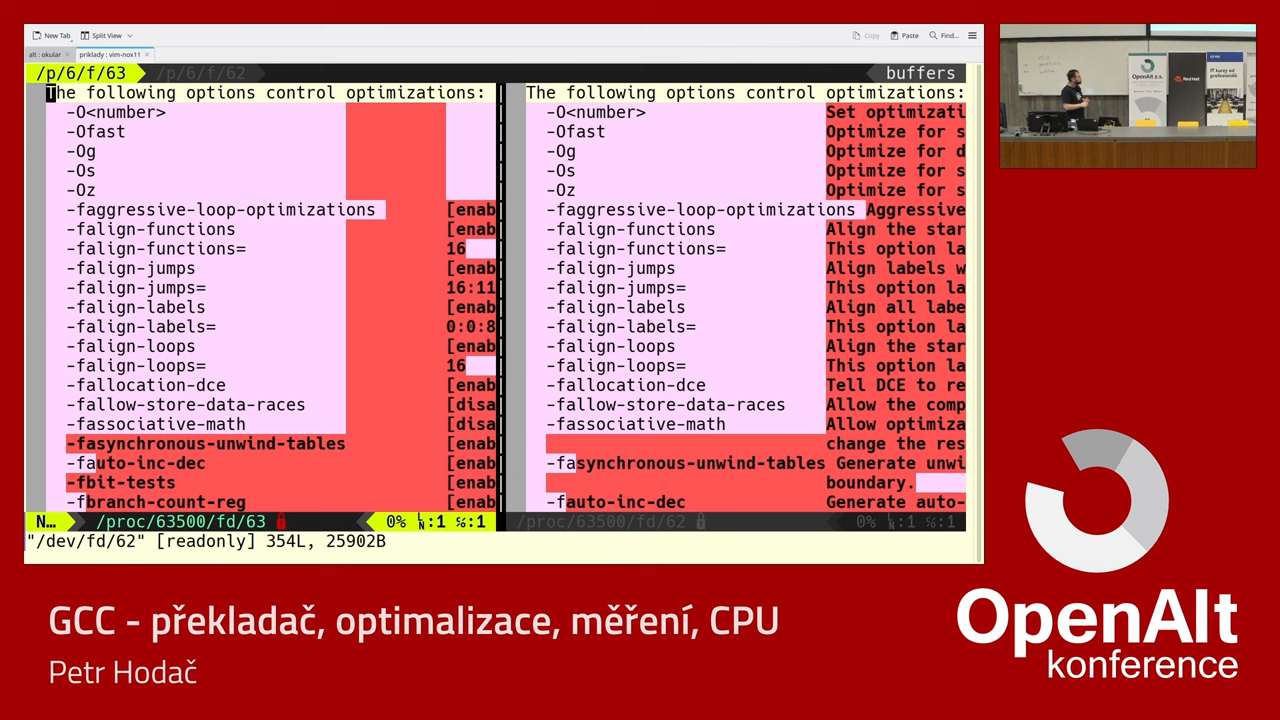 New Tab Split View Copy Paste Find...
alt : okular priklady : vim-nox11
/p/6/f/63 /p/6/f/62 buffers
The following options control optimizations:
-O<number>
-Ofast
-Og
-Os
-Oz
-faggressive-loop-optimizations [enab
-falign-functions [enab
-falign-functions= 16
-falign-jumps [enab
-falign-jumps= 16:11
-falign-labels [enab
-falign-labels= 0:0:8
-falign-loops [enab
-falign-loops= 16
-fallocation-dce [enab
-fallow-store-data-races [disa
-fassociative-math [disa
-fasynchronous-unwind-tables [enab
-fauto-inc-dec [enab
-fbit-tests [enab
-fbranch-count-reg [enab
N... /proc/63500/fd/63 0% LN:1 %:1
The following options control optimizations:
-O<number> Set optimizati
-Ofast Optimize for s
-Og Optimize for d
-Os Optimize for s
-Oz Optimize for s
-faggressive-loop-optimizations Aggressive
-falign-functions Align the star
-falign-functions= This option la
-falign-jumps Align labels w
-falign-jumps= This option la
-falign-labels Align all labe
-falign-labels= This option la
-falign-loops Align the star
-falign-loops= This option la
-fallocation-dce Tell DCE to re
-fallow-store-data-races Allow the comp
-fassociative-math Allow optimiza
change the res
-fasynchronous-unwind-tables Generate unwi
boundary.
-fauto-inc-dec Generate auto-
/proc/63500/fd/62 0% LN:1 %:1
"/dev/fd/62" [readonly] 354L, 25902B
OpenAlt z.s.
Red Hat
IT kurzy od profesionálů
GCC - překladač, optimalizace, měření, CPU
Petr Hodač
OpenAlt
konference